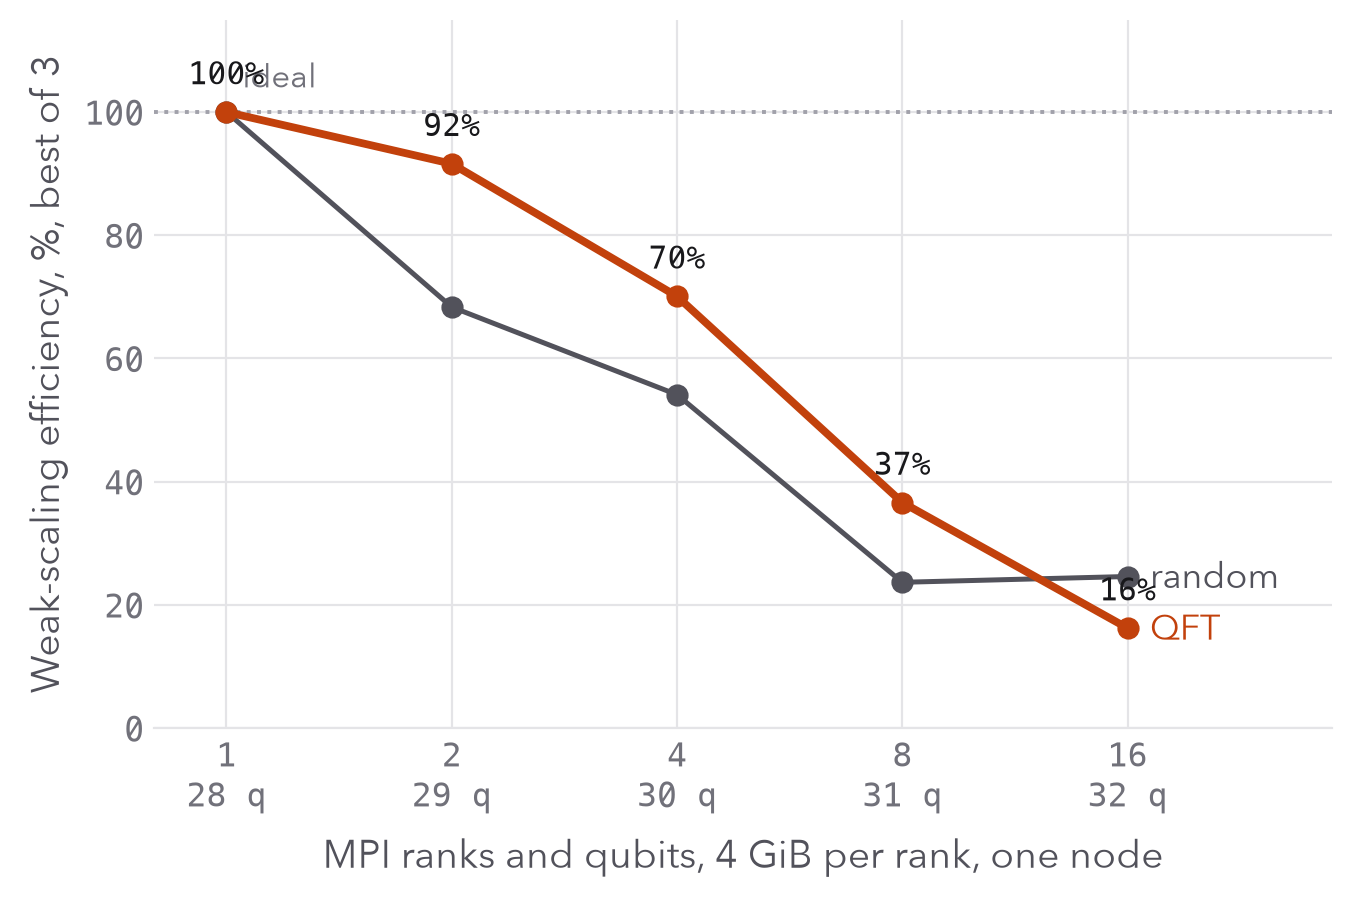 Weak-scaling efficiency, %, best of 3
100%
ideal
100
92%
80
70%
60
40
37%
random
16%
20
QFT
0
1 2 4 8 16
28 q 29 q 30 q 31 q 32 q
MPI ranks and qubits, 4 GiB per rank, one node